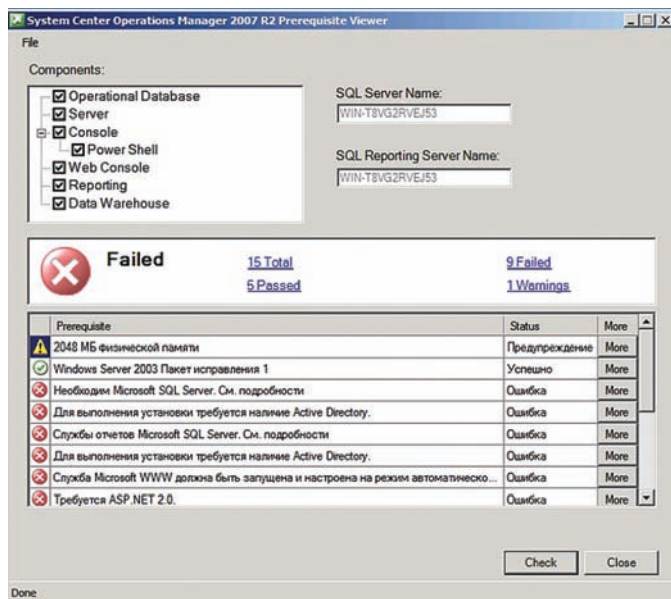 System Center Operations Manager 2007 R2 Prerequisite Viewer
File
Components:
Operational Database
Server
Console
Power Shell
Web Console
Reporting
Data Warehouse
SQL Server Name:
WIN-T8VG2RVEJ53
SQL Reporting Server Name:
WIN-T8VG2RVEJ53
Failed
15 Total
9 Failed
5 Passed
1 Warnings
Prerequisite Status More
2048 МБ физической памяти Предупреждение More
Windows Server 2003 Пакет исправления 1 Успешно More
Необходим Microsoft SQL Server. См. подробности Ошибка More
Для выполнения установки требуется наличие Active Directory. Ошибка More
Службы отчетов Microsoft SQL Server. См. подробности Ошибка More
Для выполнения установки требуется наличие Active Directory. Ошибка More
Служба Microsoft WWW должна быть запущена и настроена на режим автоматическо... Ошибка More
Требуется ASP.NET 2.0. Ошибка More
Check Close
Done